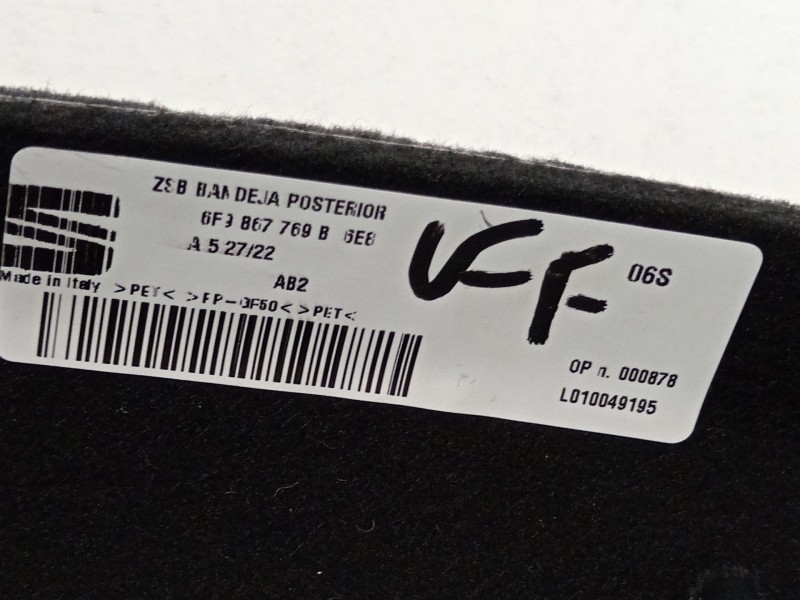 ZSB BANDEJA POSTERIOR
6F9 867 769 B 6E8
A 5 27/22
AB2
Made in Italy >PET< >PP-GF50< >PET<
06S
OP n. 000878
L010049195